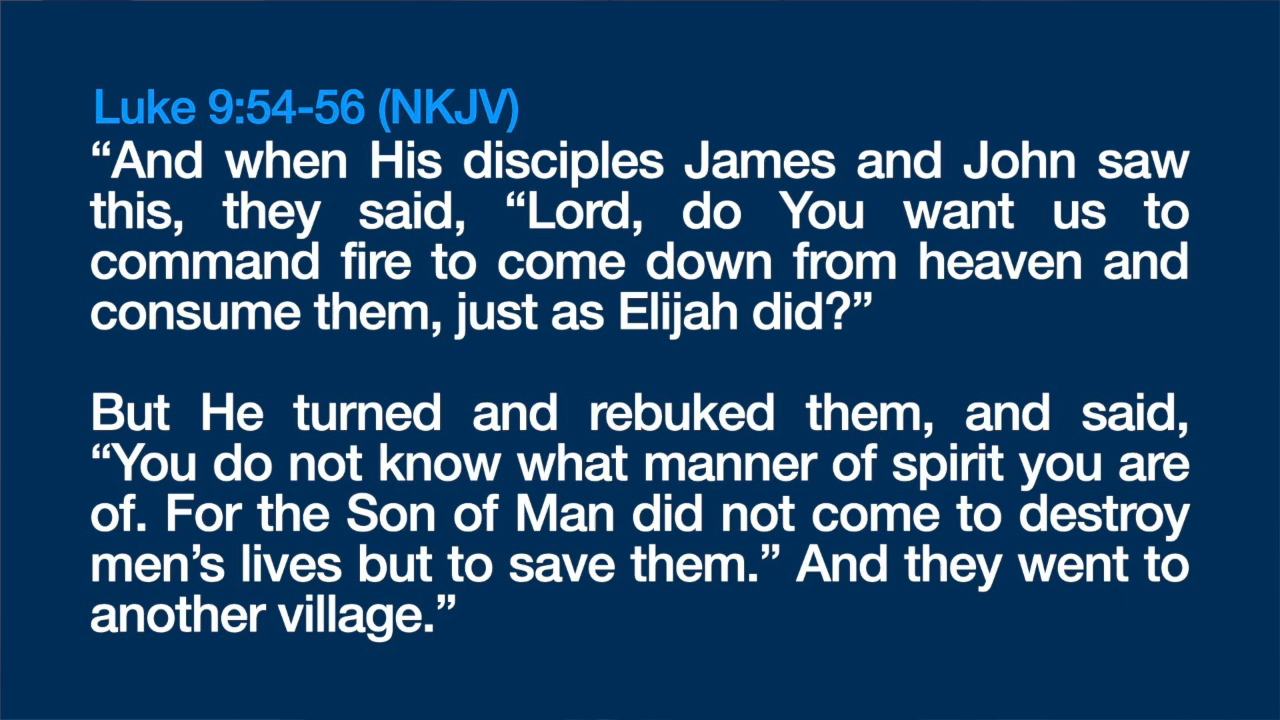 Luke 9:54-56 (NKJV)
“And when His disciples James and John saw
this, they said, “Lord, do You want us to
command fire to come down from heaven and
consume them, just as Elijah did?”
But He turned and rebuked them, and said,
“You do not know what manner of spirit you are
of. For the Son of Man did not come to destroy
men’s lives but to save them.” And they went to
another village.”